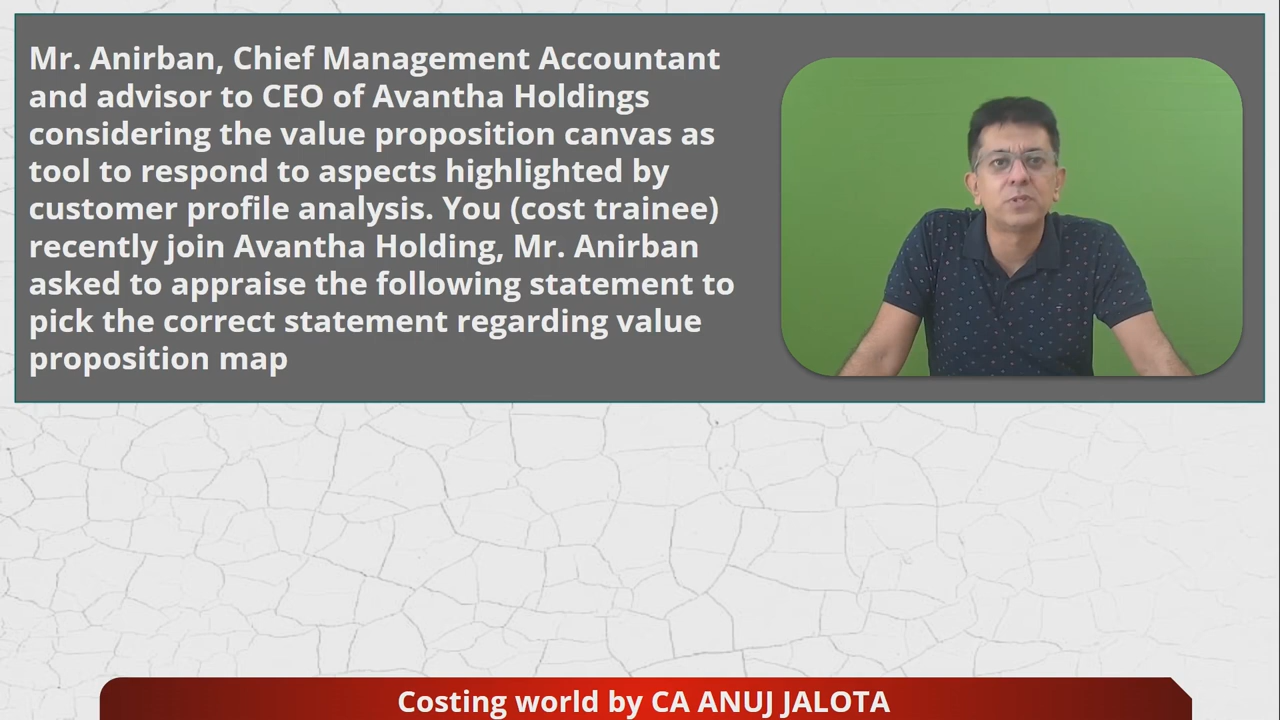 Mr. Anirban, Chief Management Accountant
and advisor to CEO of Avantha Holdings
considering the value proposition canvas as
tool to respond to aspects highlighted by
customer profile analysis. You (cost trainee)
recently join Avantha Holding, Mr. Anirban
asked to appraise the following statement to
pick the correct statement regarding value
proposition map
Costing world by CA ANUJ JALOTA